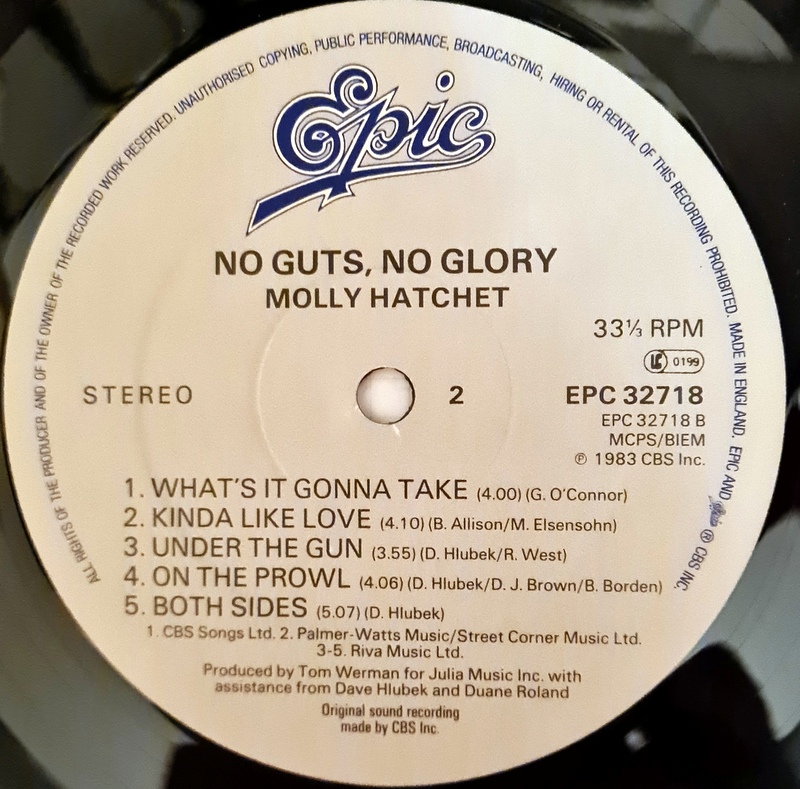 ALL RIGHTS OF THE PRODUCER AND OF THE OWNER OF THE RECORDED WORK RESERVED. UNAUTHORISED COPYING, PUBLIC PERFORMANCE, BROADCASTING, HIRING OR RENTAL OF THIS RECORDING PROHIBITED. MADE IN ENGLAND. EPIC AND Epic ® CBS INC.
Epic
NO GUTS, NO GLORY
MOLLY HATCHET
33⅓ RPM
LC 0199
STEREO 2 EPC 32718
EPC 32718 B
MCPS/BIEM
℗ 1983 CBS Inc.
1. WHAT'S IT GONNA TAKE (4.00) (G. O'Connor)
2. KINDA LIKE LOVE (4.10) (B. Allison/M. Elsensohn)
3. UNDER THE GUN (3.55) (D. Hlubek/R. West)
4. ON THE PROWL (4.06) (D. Hlubek/D. J. Brown/B. Borden)
5. BOTH SIDES (5.07) (D. Hlubek)
1. CBS Songs Ltd. 2. Palmer-Watts Music/Street Corner Music Ltd.
3-5. Riva Music Ltd.
Produced by Tom Werman for Julia Music Inc. with
assistance from Dave Hlubek and Duane Roland
Original sound recording
made by CBS Inc.